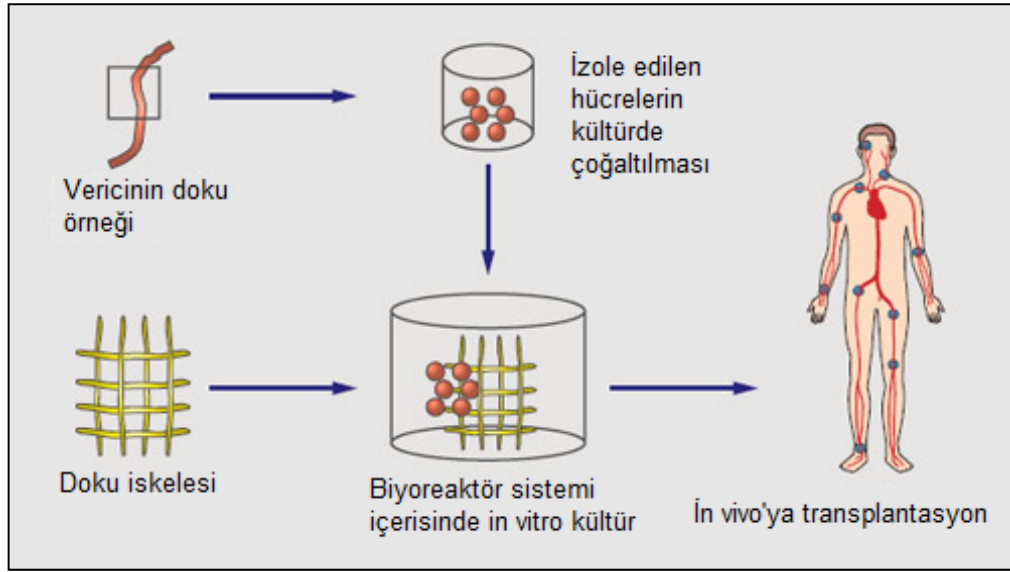 Vericinin doku
örneği
İzole edilen
hücrelerin
kültürde
çoğaltılması
Doku iskelesi
Biyoreaktör sistemi
içerisinde in vitro kültür
İn vivo'ya transplantasyon